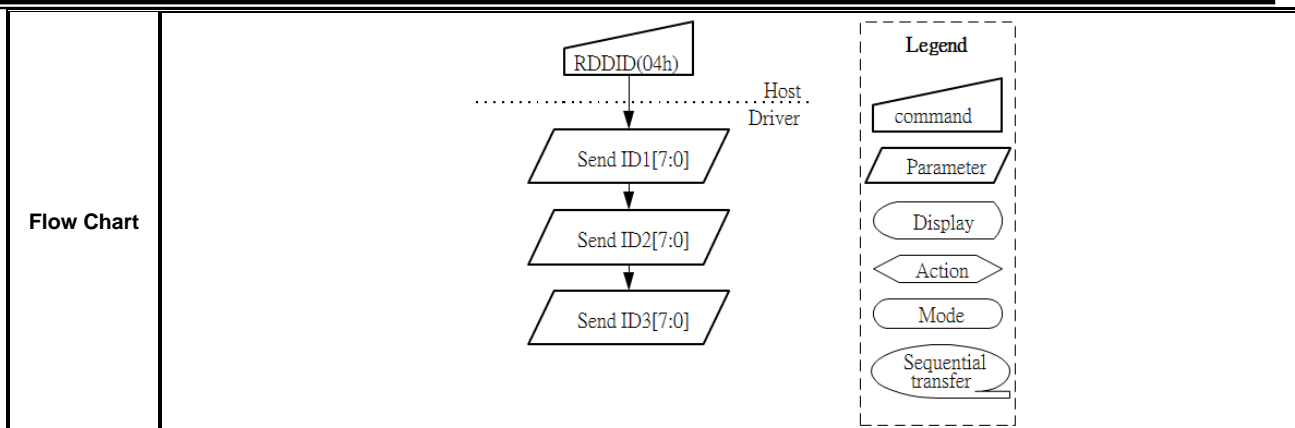 Flow Chart
RDDID(04h)
Host
Driver
Send ID1[7:0]
Send ID2[7:0]
Send ID3[7:0]
Legend
command
Parameter
Display
Action
Mode
Sequential
transfer